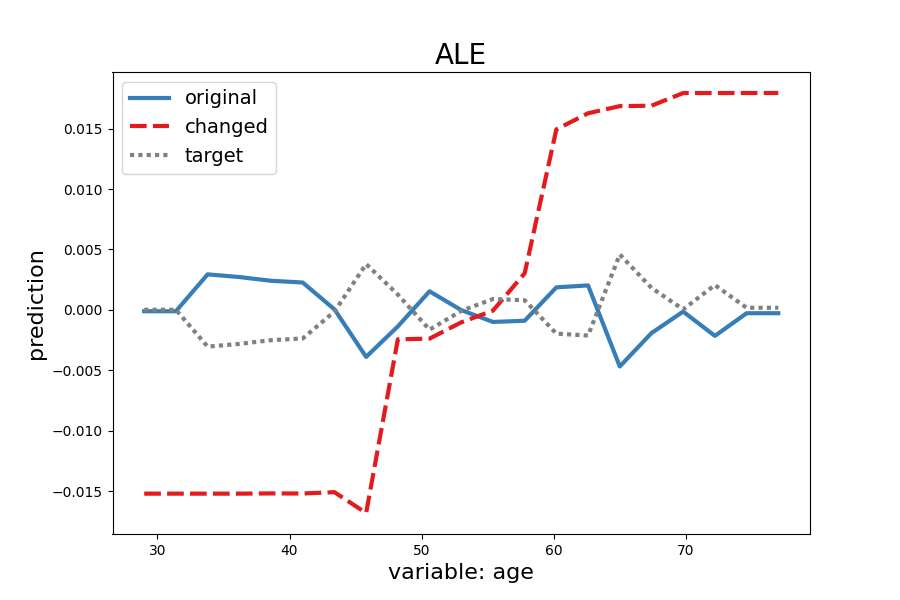 ALE
original
changed
target
0.015
0.010
0.005
0.000
−0.005
−0.010
−0.015
prediction
30 40 50 60 70
variable: age